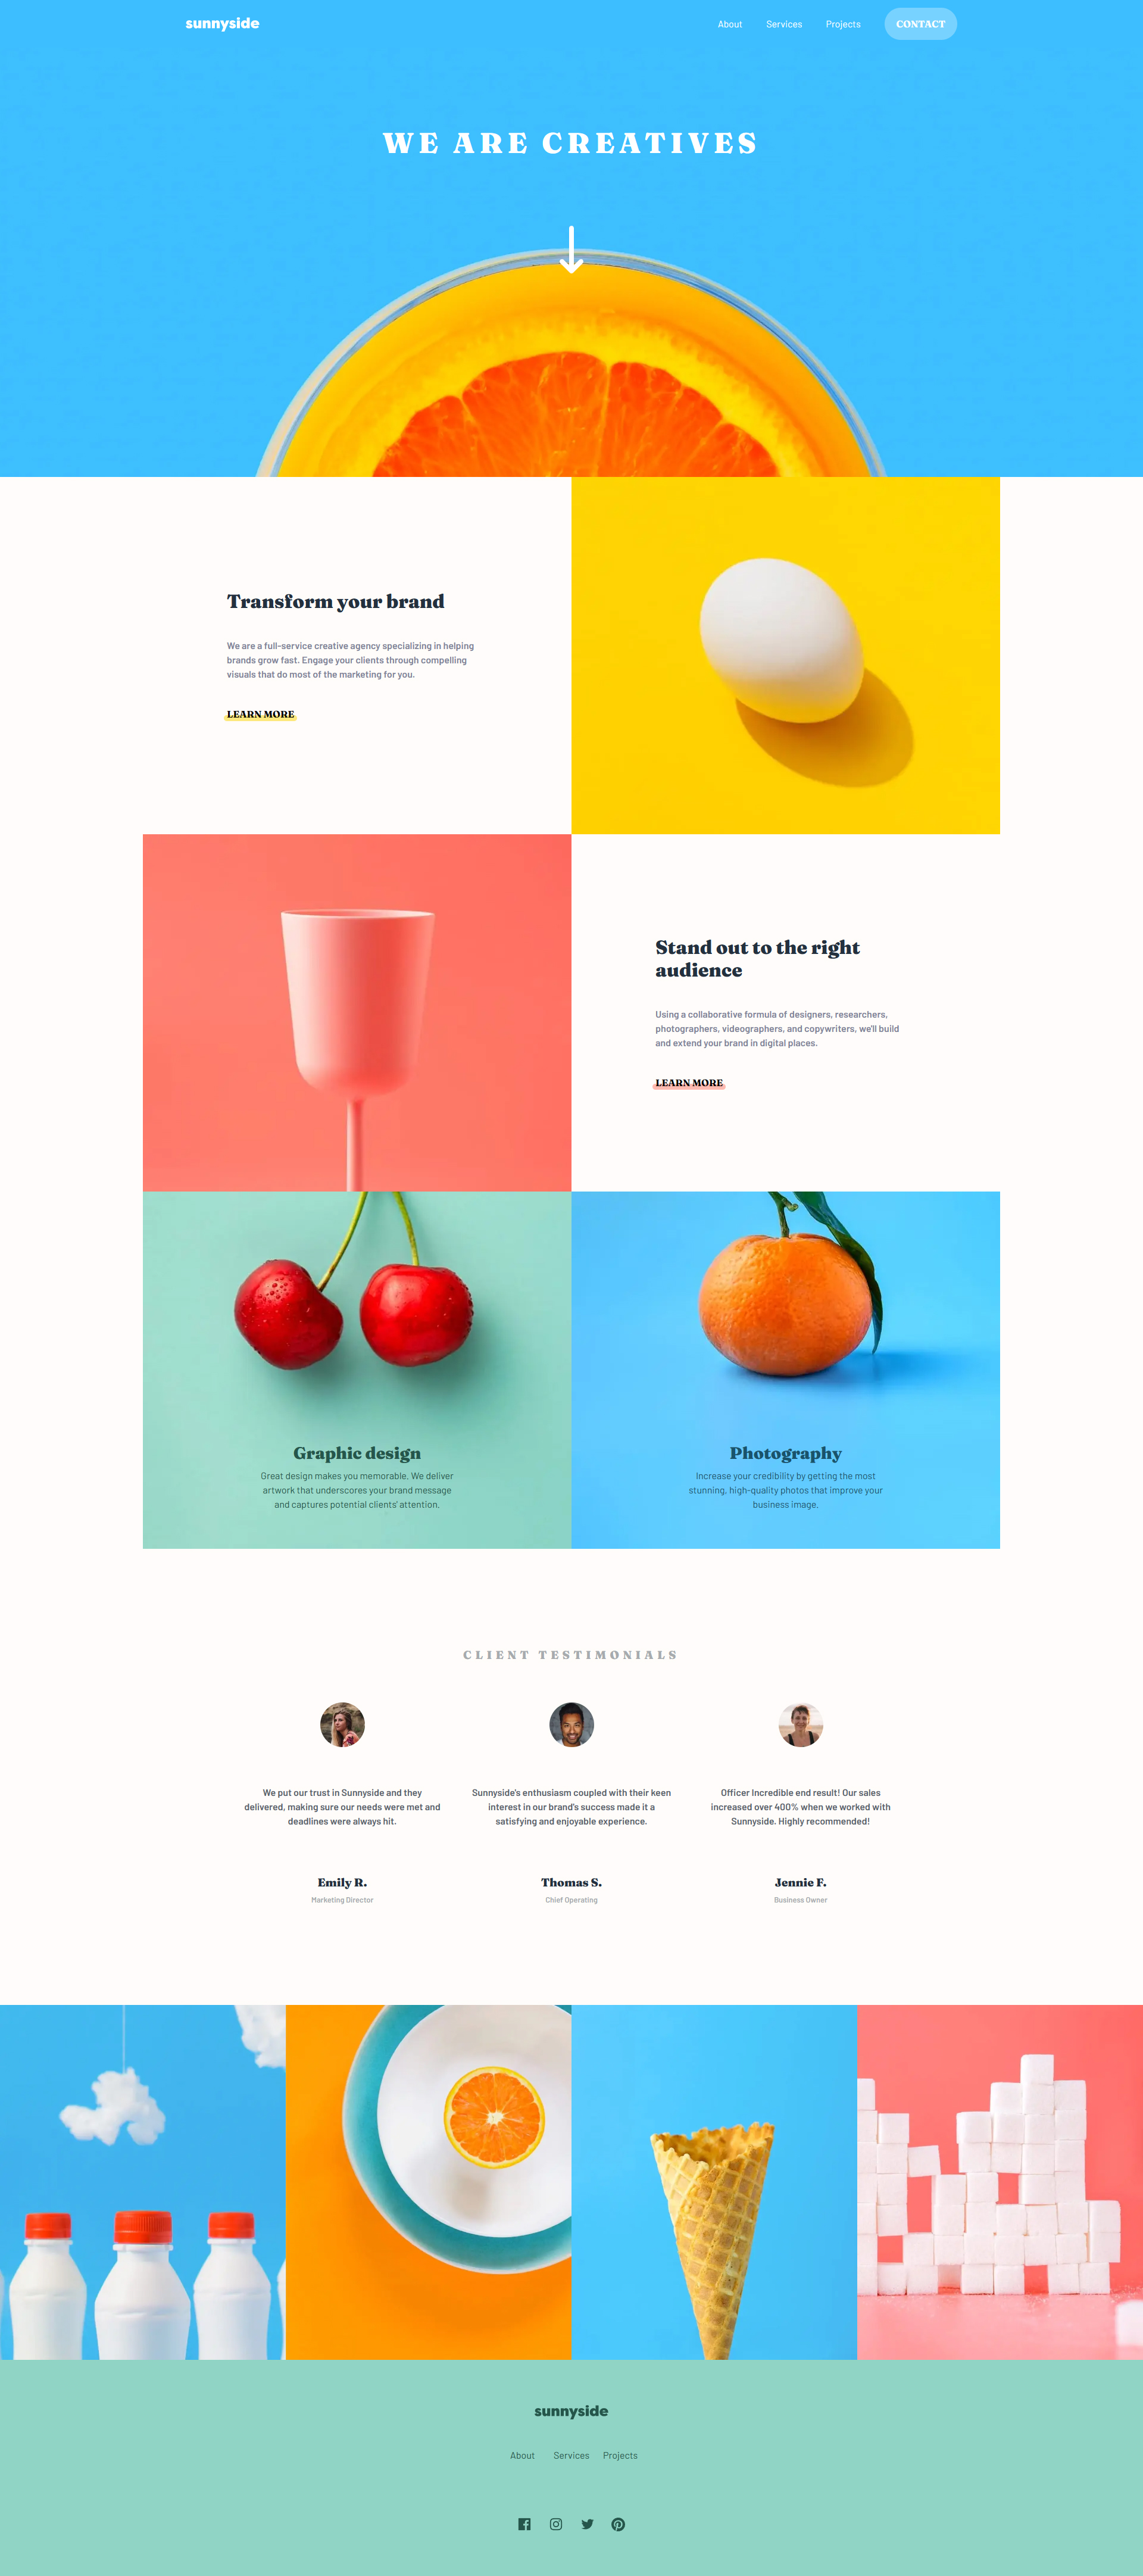 sunnyside
About Services Projects CONTACT
WE ARE CREATIVES
Transform your brand
We are a full-service creative agency specializing in helping
brands grow fast. Engage your clients through compelling
visuals that do most of the marketing for you.
LEARN MORE
Stand out to the right
audience
Using a collaborative formula of designers, researchers,
photographers, videographers, and copywriters, we'll build
and extend your brand in digital places.
LEARN MORE
Graphic design
Great design makes you memorable. We deliver
artwork that underscores your brand message
and captures potential clients' attention.
Photography
Increase your credibility by getting the most
stunning, high-quality photos that improve your
business image.
CLIENT TESTIMONIALS
We put our trust in Sunnyside and they
delivered, making sure our needs were met and
deadlines were always hit.
Emily R.
Marketing Director
Sunnyside's enthusiasm coupled with their keen
interest in our brand's success made it a
satisfying and enjoyable experience.
Thomas S.
Chief Operating
Officer Incredible end result! Our sales
increased over 400% when we worked with
Sunnyside. Highly recommended!
Jennie F.
Business Owner
sunnyside
About Services Projects